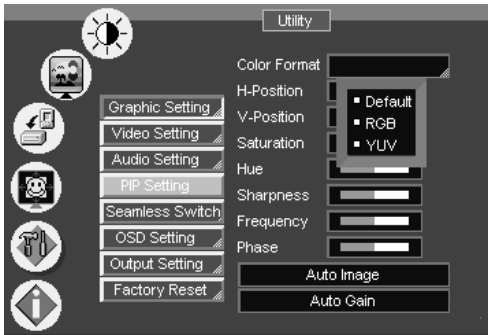 Utility
Graphic Setting
Video Setting
Audio Setting
PIP Setting
Seamless Switch
OSD Setting
Output Setting
Factory Reset
Color Format
H-Position
V-Position
Saturation
Hue
Sharpness
Frequency
Phase
Default
RGB
YUV
Auto Image
Auto Gain